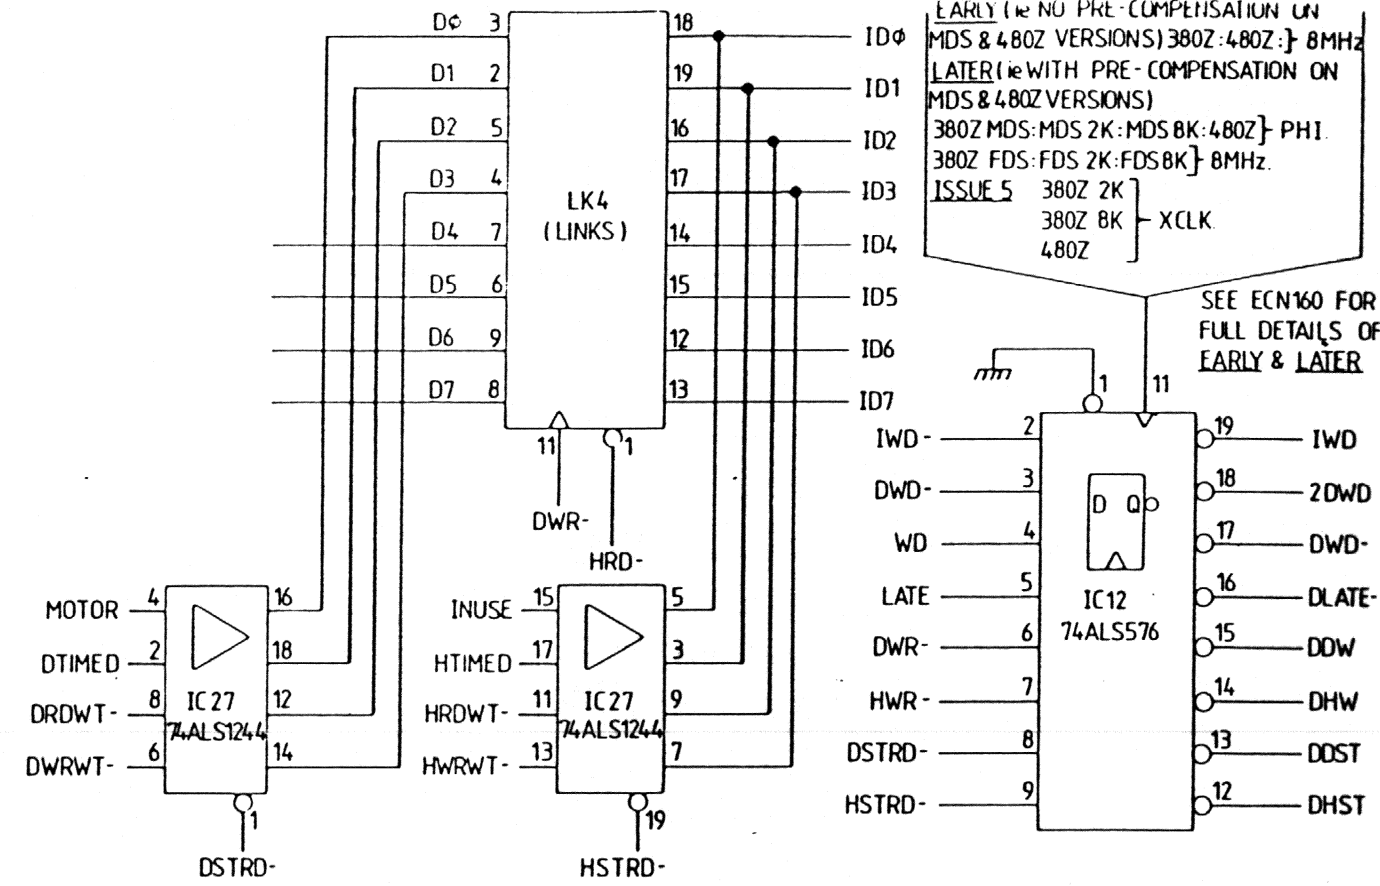 DØ 3
18 IDØ
D1 2
19 ID1
D2 5
16 ID2
D3 4
17 ID3
D4 7
14 ID4
D5 6
15 ID5
D6 9
12 ID6
D7 8
13 ID7
LK4
(LINKS)
11 1
DWR-
HRD-
EARLY (ie NO PRE-COMPENSATION ON
MDS & 480Z VERSIONS) 380Z:480Z:} 8MHz
LATER (ie WITH PRE-COMPENSATION ON
MDS & 480Z VERSIONS)
380Z MDS:MDS 2K:MDS 8K:480Z} PHI.
380Z FDS:FDS 2K:FDS 8K} 8MHz.
ISSUE 5 380Z 2K
380Z 8K XCLK.
480Z
SEE ECN160 FOR
FULL DETAILS OF
EARLY & LATER
MOTOR 4 16
DTIMED 2 18
DRDWT- 8 12
DWRWT- 6 14
IC27
74ALS1244
1
DSTRD-
INUSE 15 5
HTIMED 17 3
HRDWT- 11 9
HWRWT- 13 7
IC27
74ALS1244
19
HSTRD-
1 11
IWD- 2 19 IWD
DWD- 3 18 2DWD
WD 4 17 DWD-
LATE 5 16 DLATE-
DWR- 6 15 DDW
HWR- 7 14 DHW
DSTRD- 8 13 DDST
HSTRD- 9 12 DHST
D Q
IC12
74ALS576